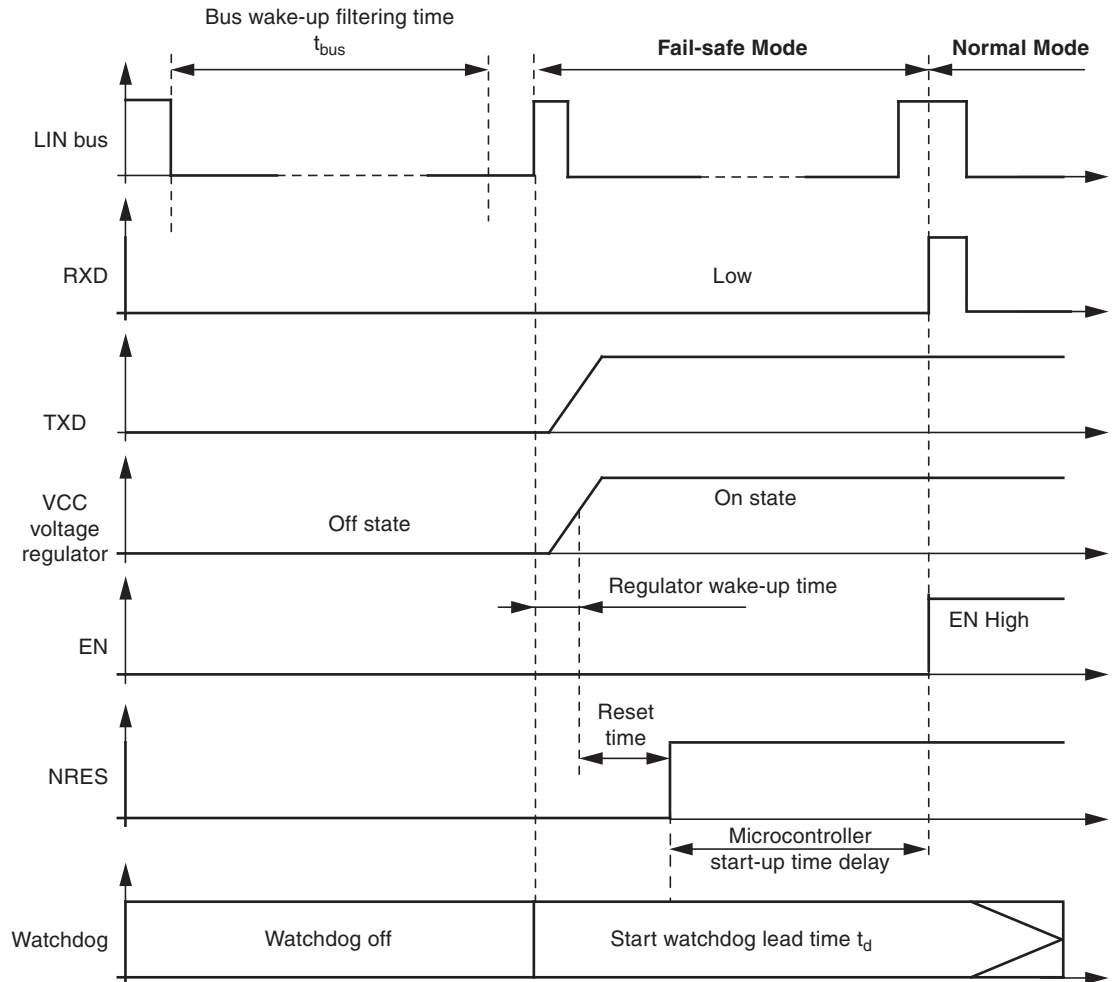 Bus wake-up filtering time
t_bus
Fail-safe Mode
Normal Mode
LIN bus
RXD
Low
TXD
VCC
voltage
regulator
Off state
On state
Regulator wake-up time
EN
EN High
Reset
time
NRES
Microcontroller
start-up time delay
Watchdog
Watchdog off
Start watchdog lead time t_d